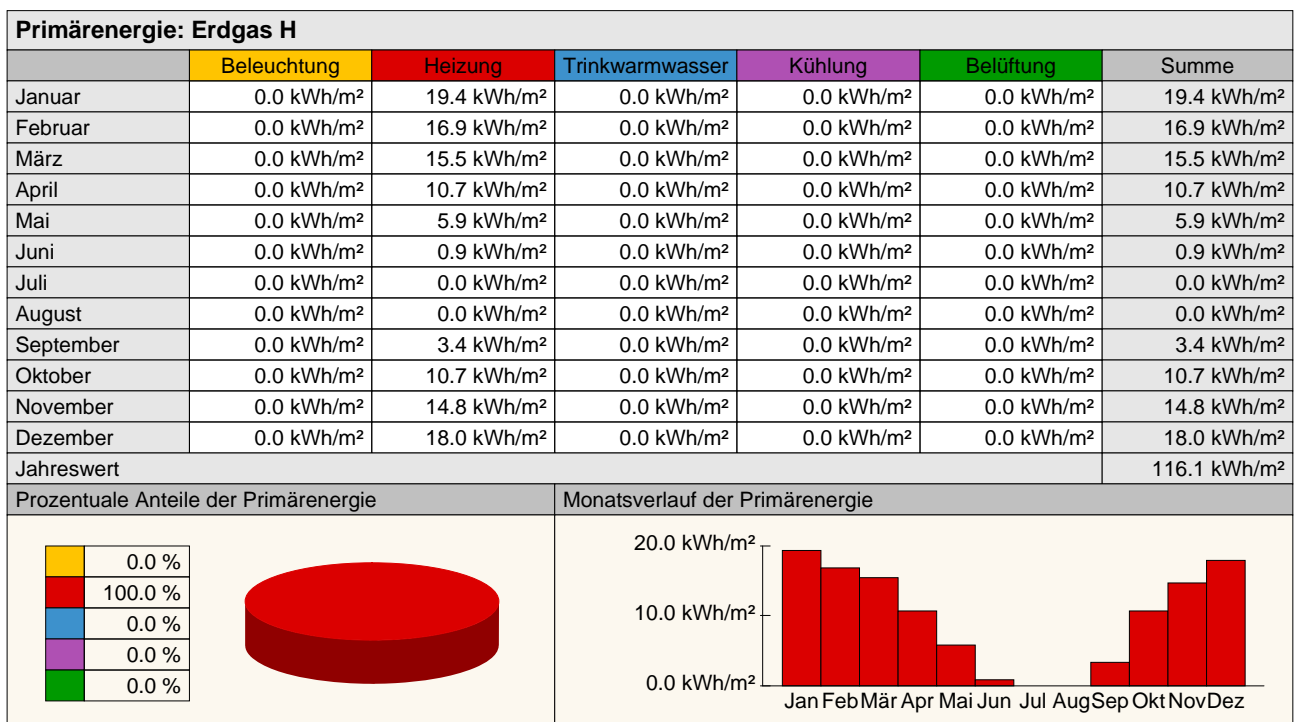 Primärenergie: Erdgas H
Beleuchtung Heizung Trinkwarmwasser Kühlung Belüftung Summe
Januar 0.0 kWh/m² 19.4 kWh/m² 0.0 kWh/m² 0.0 kWh/m² 0.0 kWh/m² 19.4 kWh/m²
Februar 0.0 kWh/m² 16.9 kWh/m² 0.0 kWh/m² 0.0 kWh/m² 0.0 kWh/m² 16.9 kWh/m²
März 0.0 kWh/m² 15.5 kWh/m² 0.0 kWh/m² 0.0 kWh/m² 0.0 kWh/m² 15.5 kWh/m²
April 0.0 kWh/m² 10.7 kWh/m² 0.0 kWh/m² 0.0 kWh/m² 0.0 kWh/m² 10.7 kWh/m²
Mai 0.0 kWh/m² 5.9 kWh/m² 0.0 kWh/m² 0.0 kWh/m² 0.0 kWh/m² 5.9 kWh/m²
Juni 0.0 kWh/m² 0.9 kWh/m² 0.0 kWh/m² 0.0 kWh/m² 0.0 kWh/m² 0.9 kWh/m²
Juli 0.0 kWh/m² 0.0 kWh/m² 0.0 kWh/m² 0.0 kWh/m² 0.0 kWh/m² 0.0 kWh/m²
August 0.0 kWh/m² 0.0 kWh/m² 0.0 kWh/m² 0.0 kWh/m² 0.0 kWh/m² 0.0 kWh/m²
September 0.0 kWh/m² 3.4 kWh/m² 0.0 kWh/m² 0.0 kWh/m² 0.0 kWh/m² 3.4 kWh/m²
Oktober 0.0 kWh/m² 10.7 kWh/m² 0.0 kWh/m² 0.0 kWh/m² 0.0 kWh/m² 10.7 kWh/m²
November 0.0 kWh/m² 14.8 kWh/m² 0.0 kWh/m² 0.0 kWh/m² 0.0 kWh/m² 14.8 kWh/m²
Dezember 0.0 kWh/m² 18.0 kWh/m² 0.0 kWh/m² 0.0 kWh/m² 0.0 kWh/m² 18.0 kWh/m²
Jahreswert 116.1 kWh/m²
Prozentuale Anteile der Primärenergie
0.0 %
100.0 %
0.0 %
0.0 %
0.0 %
Monatsverlauf der Primärenergie
20.0 kWh/m²
10.0 kWh/m²
0.0 kWh/m²
Jan Feb Mär Apr Mai Jun Jul Aug Sep Okt Nov Dez